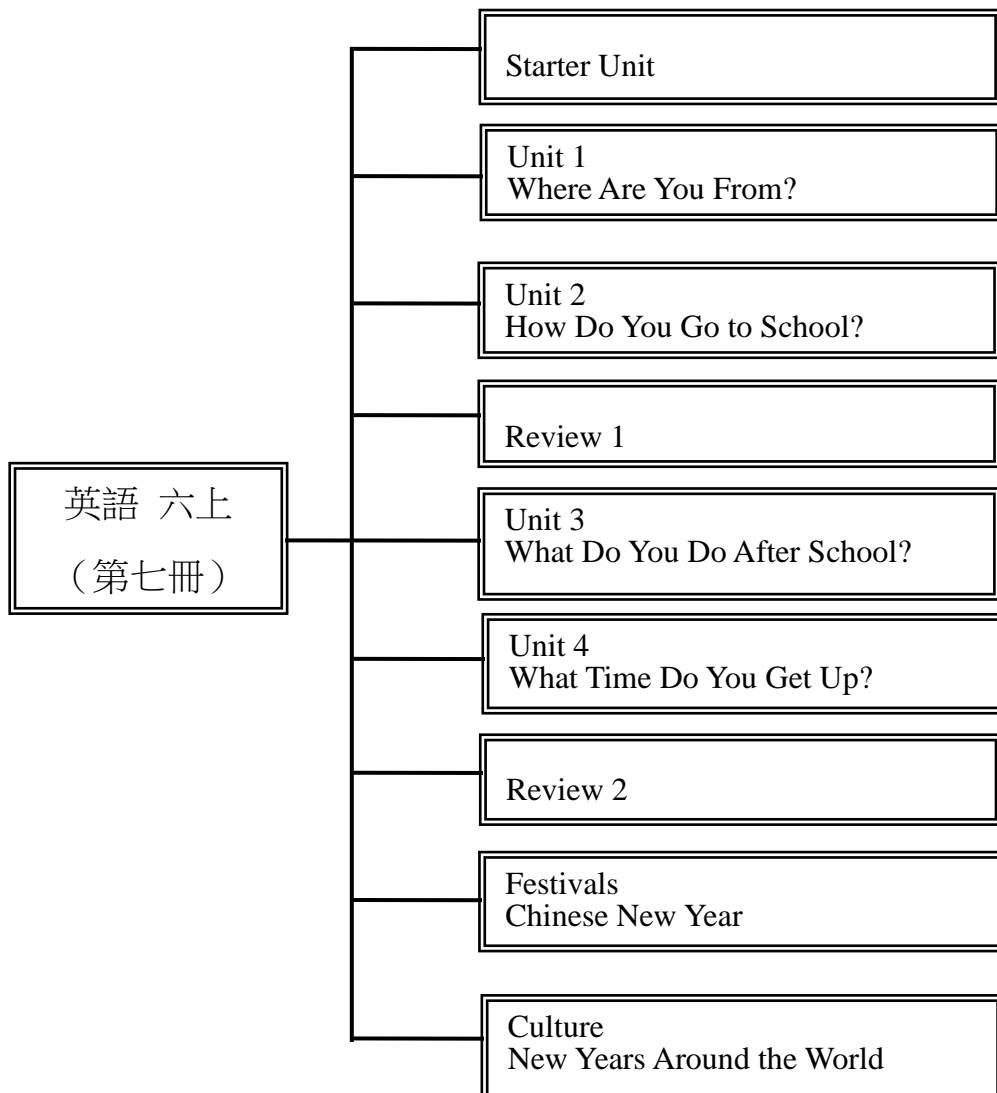 英語 六上
（第七冊）
Starter Unit
Unit 1
Where Are You From?
Unit 2
How Do You Go to School?
Review 1
Unit 3
What Do You Do After School?
Unit 4
What Time Do You Get Up?
Review 2
Festivals
Chinese New Year
Culture
New Years Around the World